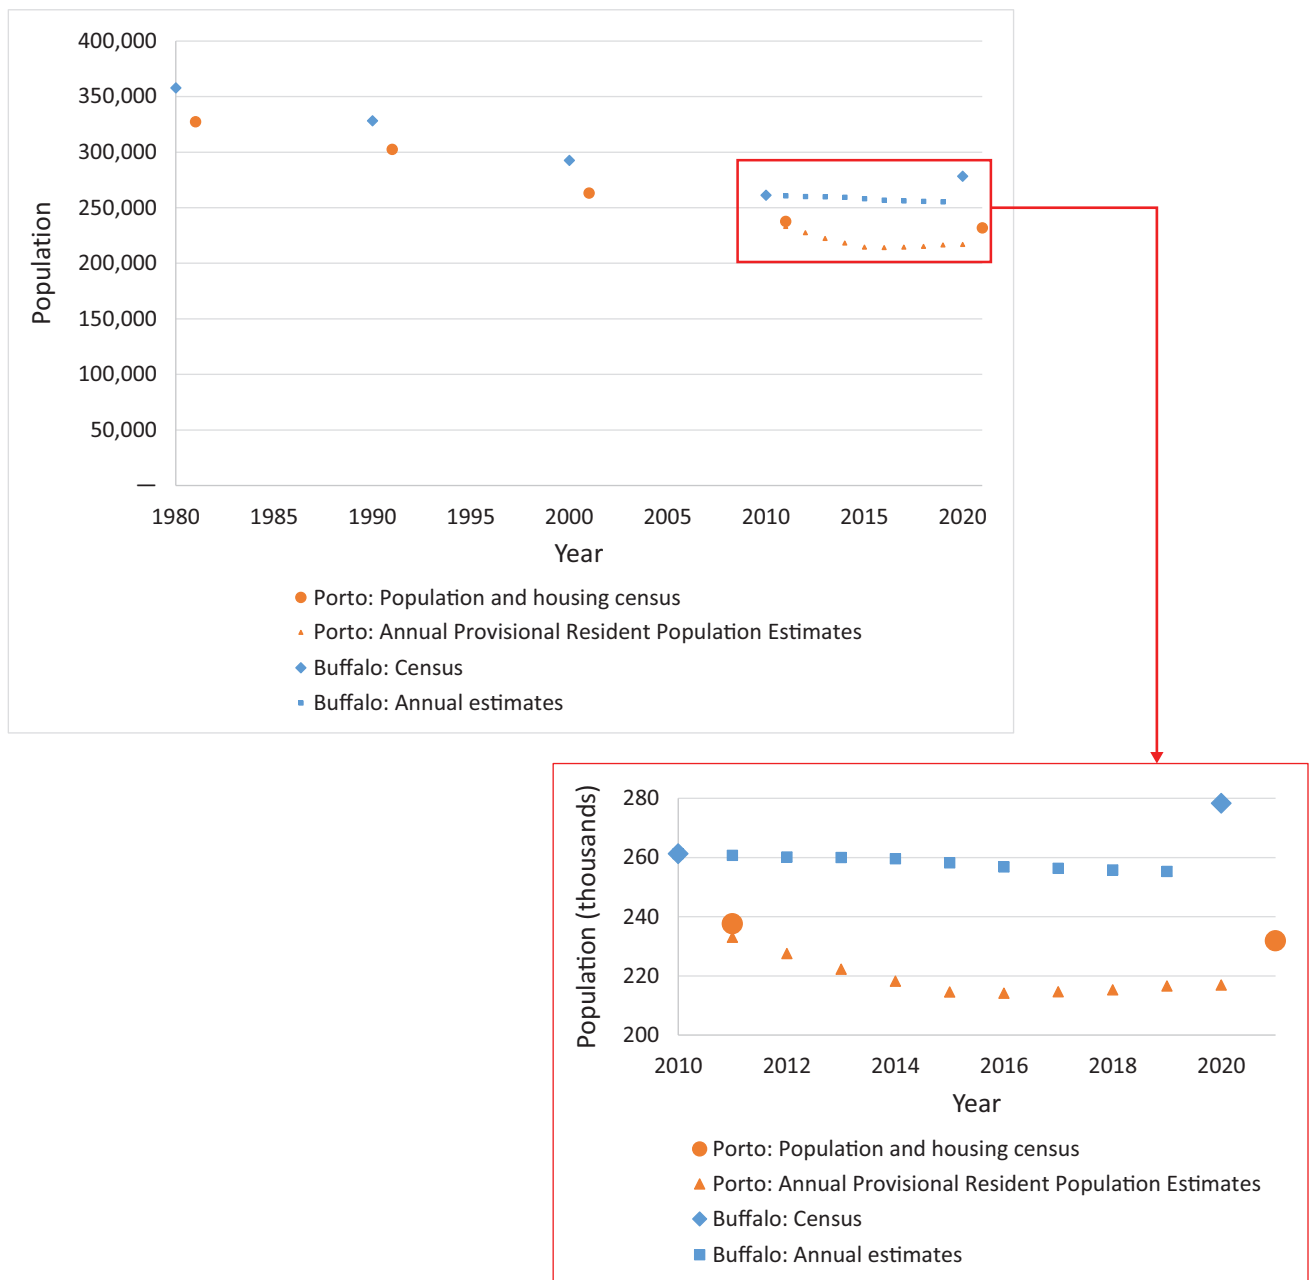 400,000
350,000
300,000
250,000
200,000
150,000
100,000
50,000
—
Population
1980 1985 1990 1995 2000 2005 2010 2015 2020
Year
Porto: Population and housing census
Porto: Annual Provisional Resident Population Estimates
Buffalo: Census
Buffalo: Annual estimates
280
260
240
220
200
Population (thousands)
2010 2012 2014 2016 2018 2020
Year
Porto: Population and housing census
Porto: Annual Provisional Resident Population Estimates
Buffalo: Census
Buffalo: Annual estimates